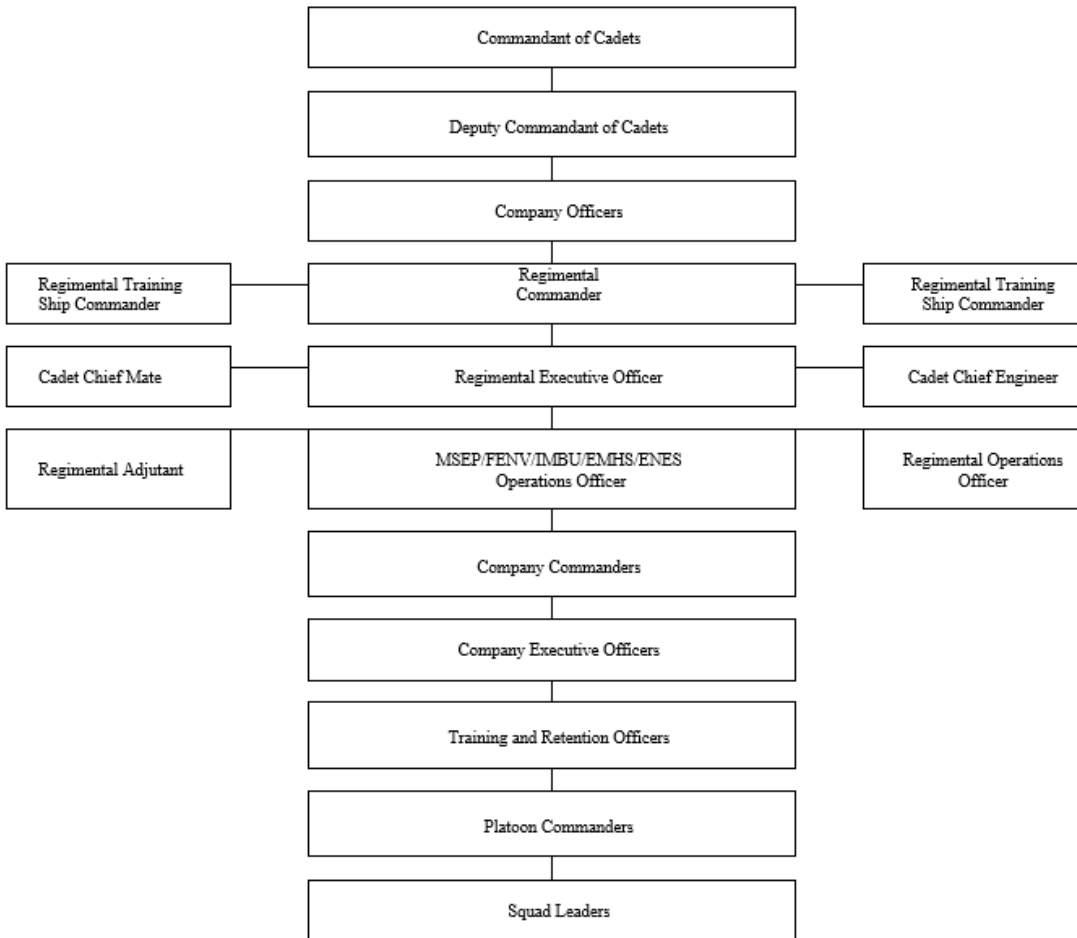 Commandant of Cadets
Deputy Commandant of Cadets
Company Officers
Regimental Training
Ship Commander
Regimental
Commander
Regimental Training
Ship Commander
Cadet Chief Mate
Regimental Executive Officer
Cadet Chief Engineer
Regimental Adjutant
MSEP/FENV/IMBU/EMHS/ENES
Operations Officer
Regimental Operations
Officer
Company Commanders
Company Executive Officers
Training and Retention Officers
Platoon Commanders
Squad Leaders